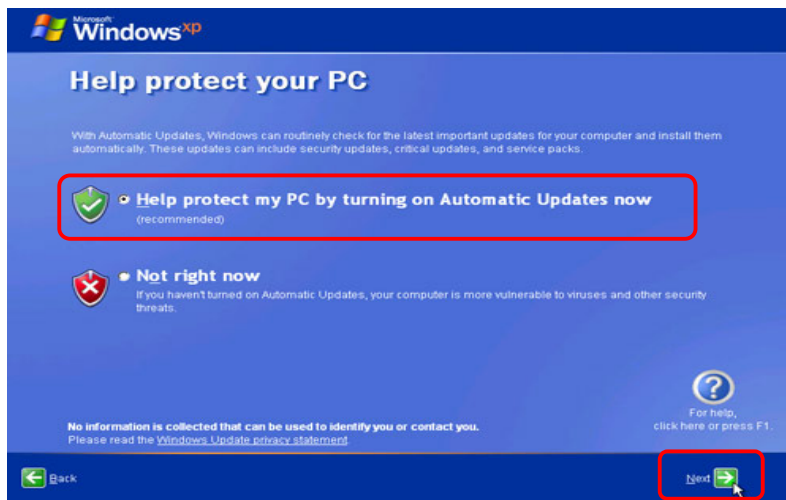 Microsoft
Windows xp
Help protect your PC
With Automatic Updates, Windows can routinely check for the latest important updates for your computer and install them
automatically. These updates can include security updates, critical updates, and service packs.
Help protect my PC by turning on Automatic Updates now
(recommended)
Not right now
If you haven't turned on Automatic Updates, your computer is more vulnerable to viruses and other security
threats.
For help,
click here or press F1.
No information is collected that can be used to identify you or contact you.
Please read the Windows Update privacy statement.
Back
Next